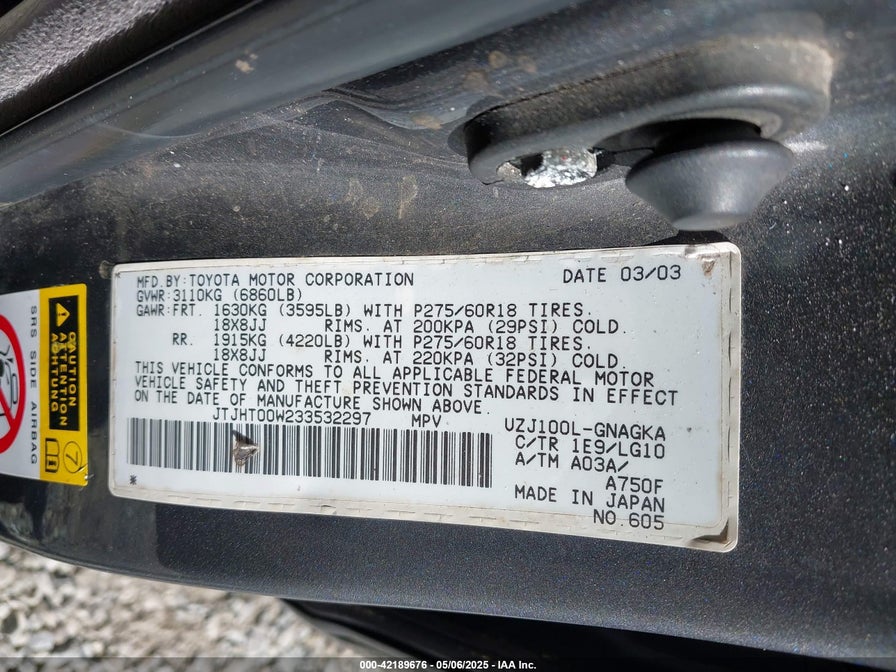 MFD.BY:TOYOTA MOTOR CORPORATION DATE 03/03
GVWR:3110KG (6860LB)
GAWR:FRT. 1630KG (3595LB) WITH P275/60R18 TIRES.
18X8JJ RIMS. AT 200KPA (29PSI) COLD.
RR. 1915KG (4220LB) WITH P275/60R18 TIRES.
18X8JJ RIMS. AT 220KPA (32PSI) COLD
THIS VEHICLE CONFORMS TO ALL APPLICABLE FEDERAL MOTOR
VEHICLE SAFETY AND THEFT PREVENTION STANDARDS IN EFFECT
ON THE DATE OF MANUFACTURE SHOWN ABOVE.
JTJHT00W233532297 MPV UZJ100L-GNAGKA
C/TR 1E9/LG10
A/TM A03A/
A750F
MADE IN JAPAN
NO.605
* *
CAUTION
ATTENTION
SRS SIDE AIRBAG
7
000-42189676 - 05/06/2025 - IAA Inc.